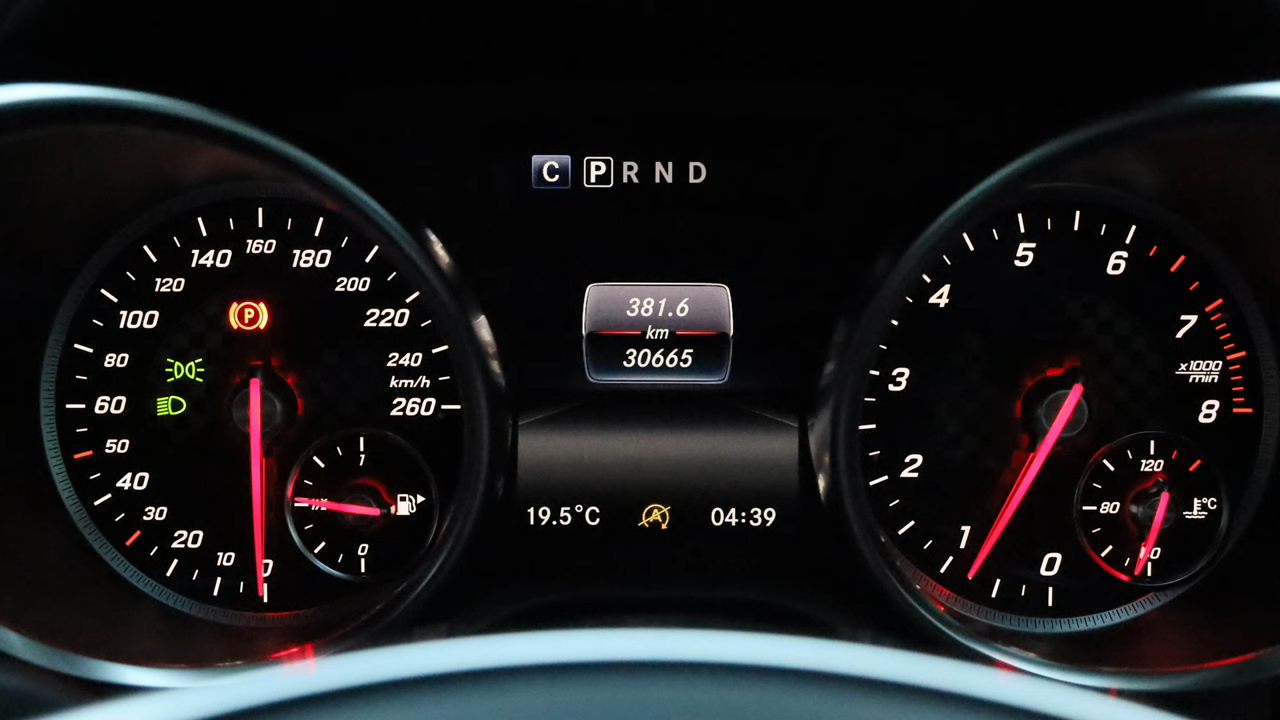 C P R N D
140 160 180
120 200
100 220
80 240
km/h
60 260
50
40
30
20
10 0
P
1
1/2
0
381.6
km
30665
19.5°C A 04:39
5 6
4 7
3 x1000
min
8
2
1 0
120
80 °C